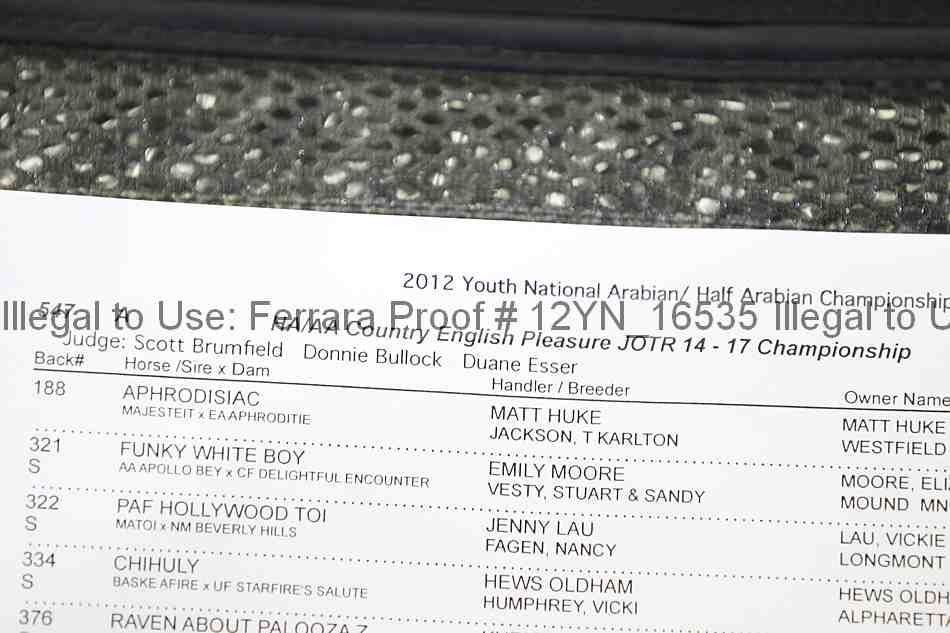 2012 Youth National Arabian/ Half Arabian Championship
Illegal to Use: Ferrara Proof # 12YN_16535 Illegal to U
547 A HA/AA Country English Pleasure JOTR 14 - 17 Championship
Judge: Scott Brumfield Donnie Bullock Duane Esser
Back# Horse /Sire x Dam Handler / Breeder Owner Name
188 APHRODISIAC MATT HUKE MATT HUKE
MAJESTEIT x EA APHRODITIE JACKSON, T KARLTON WESTFIELD
321 FUNKY WHITE BOY EMILY MOORE MOORE, ELIZ
S AA APOLLO BEY x CF DELIGHTFUL ENCOUNTER VESTY, STUART & SANDY MOUND MN
322 PAF HOLLYWOOD TOI JENNY LAU LAU, VICKIE
S MATOI x NM BEVERLY HILLS FAGEN, NANCY LONGMONT
334 CHIHULY HEWS OLDHAM HEWS OLDH
S BASKE AFIRE x UF STARFIRE'S SALUTE HUMPHREY, VICKI ALPHARETT
376 RAVEN ABOUT PALOOZA Z